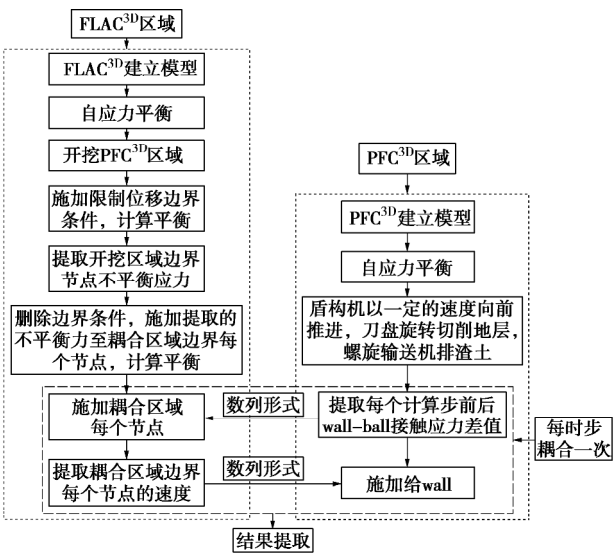 FLAC3D区域
FLAC3D建立模型
自应力平衡
开挖PFC3D区域
施加限制位移边界
条件，计算平衡
提取开挖区域边界
节点不平衡应力
删除边界条件，施加提取的
不平衡力至耦合区域边界每
个节点，计算平衡
施加耦合区域
每个节点
提取耦合区域边界
每个节点的速度
数列形式
数列形式
PFC3D区域
PFC3D建立模型
自应力平衡
盾构机以一定的速度向前
推进，刀盘旋转切削地层，
螺旋输送机排渣土
提取每个计算步前后
wall-ball接触应力差值
施加给wall
每时步
耦合一次
结果提取